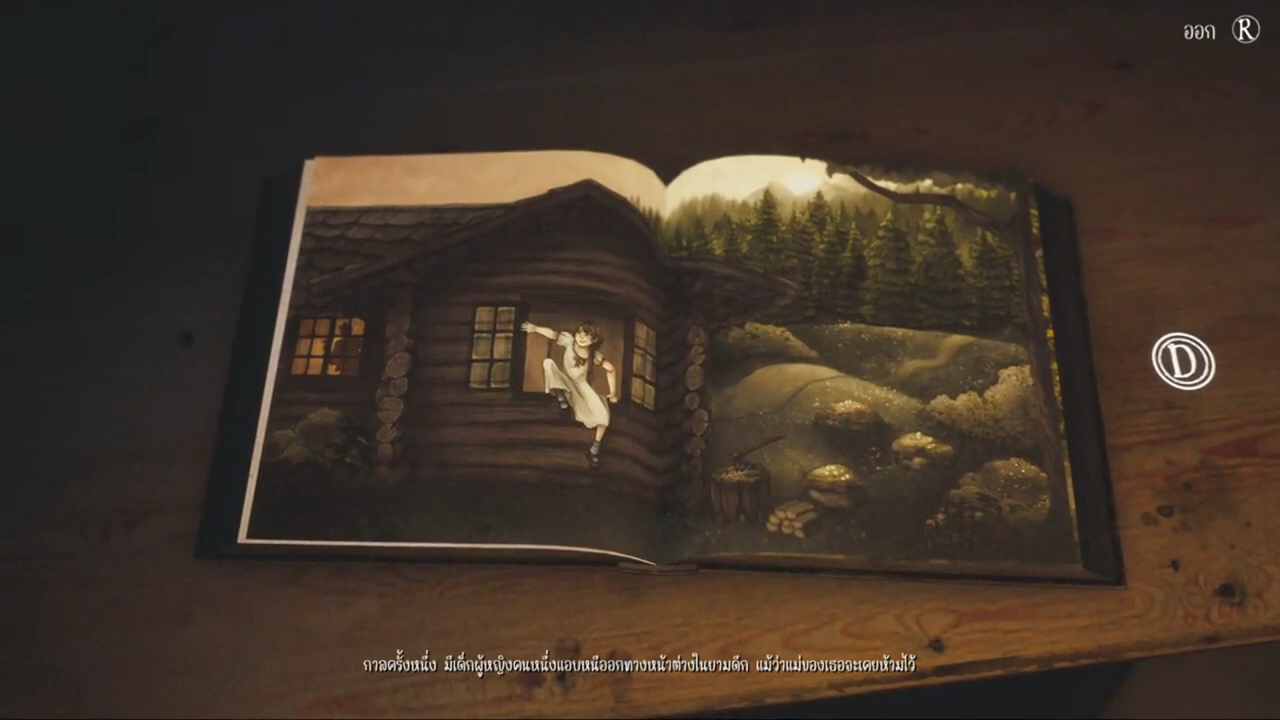 ออก R
D
กาลครั้งหนึ่ง มีเด็กผู้หญิงคนหนึ่งแอบหนีออกทางหน้าต่างในยามดึก แม้ว่าแม่ของเธอจะเคยห้ามไว้